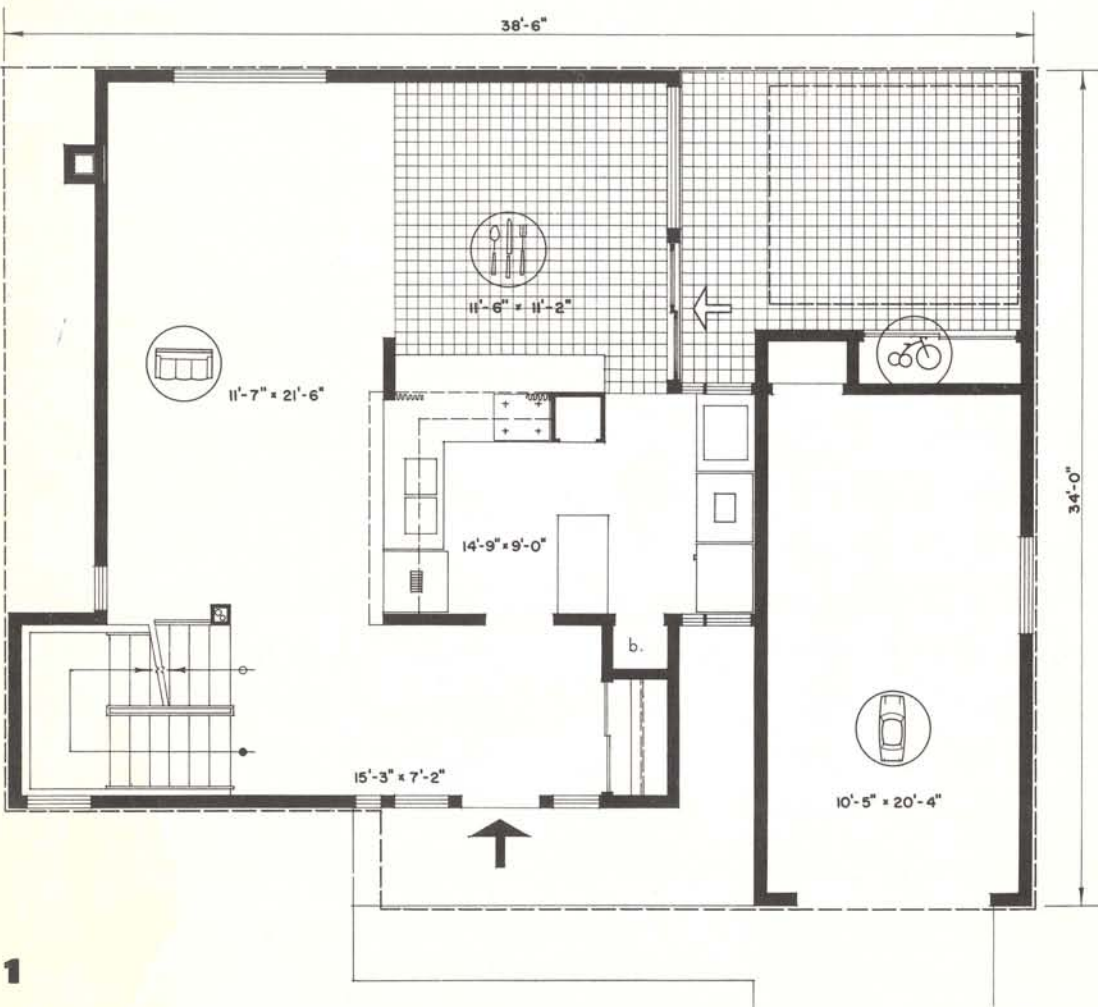 38'-6"
11'-6" x 11'-2"
11'-7" x 21'-6"
34'-0"
14'-9" x 9'-0"
b.
15'-3" x 7'-2"
10'-5" x 20'-4"
1